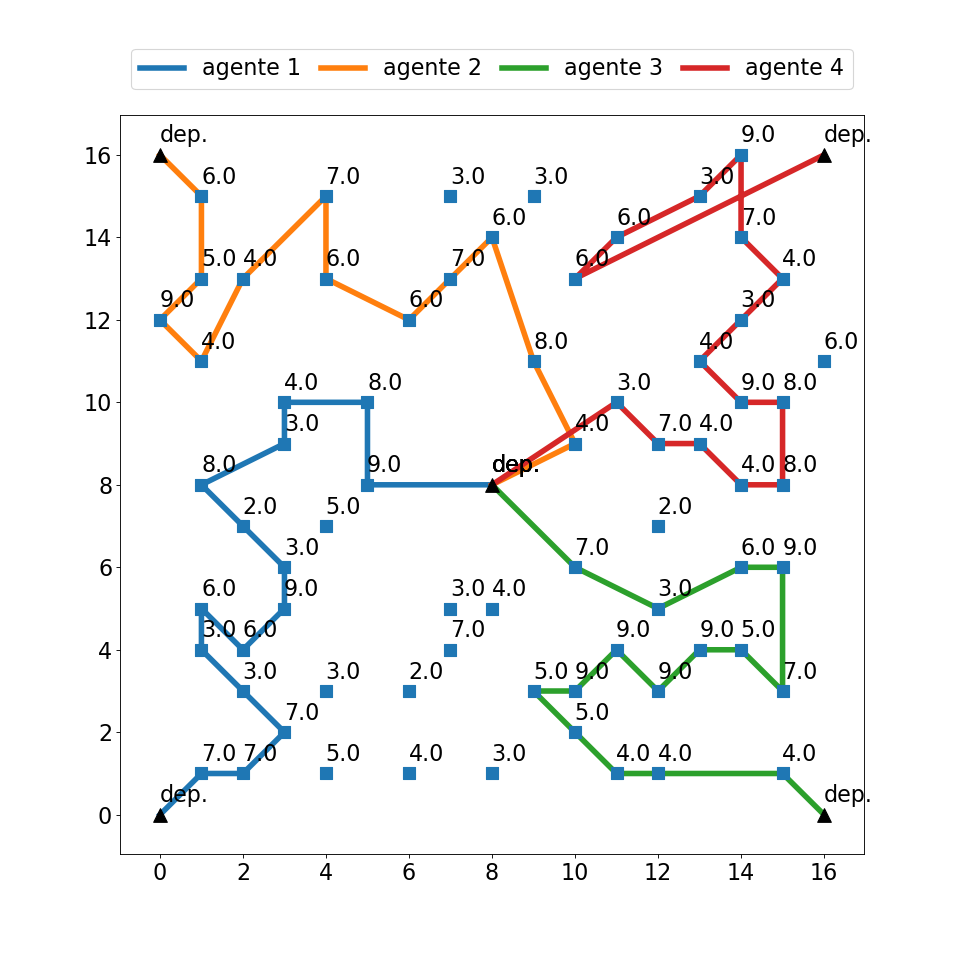 agente 1 agente 2 agente 3 agente 4
9.0
dep. dep.
16
6.0 7.0 3.0 3.0 3.0
6.0 7.0
14 6.0
5.0 4.0 6.0 7.0 6.0 4.0
9.0 6.0 3.0
12
4.0 8.0 4.0 6.0
4.0 8.0 3.0 9.0 8.0
10
3.0 4.0 7.0 4.0
8.0 9.0 dep. dep. 4.0 8.0
8
2.0 5.0 2.0
3.0 7.0 6.0 9.0
6
6.0 9.0 3.0 4.0 3.0
3.0 6.0 7.0 9.0 9.0 5.0
4
3.0 3.0 2.0 5.0 9.0 9.0 7.0
7.0 5.0
2
7.0 7.0 5.0 4.0 3.0 4.0 4.0 4.0
dep. dep.
0
0 2 4 6 8 10 12 14 16